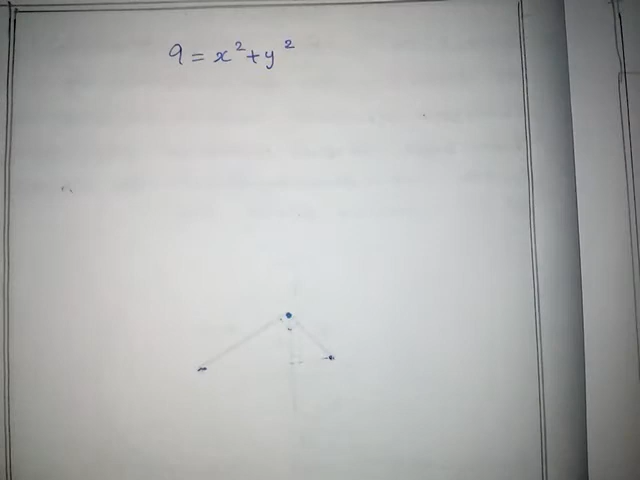 9 = x² + y²